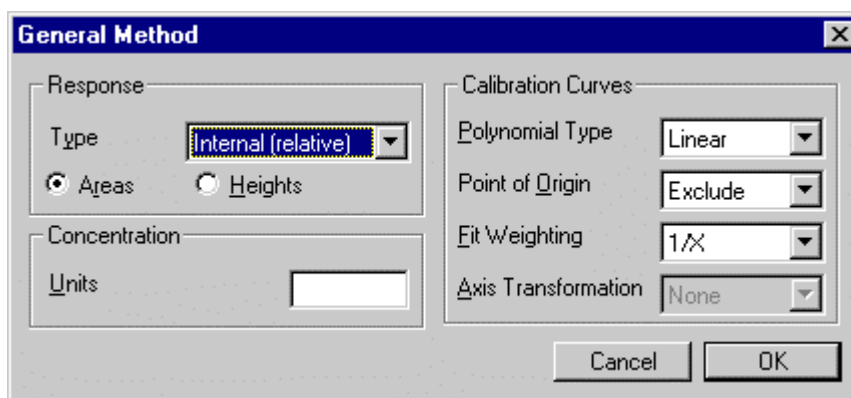 General Method
Response
Type
Internal (relative)
Areas
Heights
Concentration
Units
Calibration Curves
Polynomial Type
Linear
Point of Origin
Exclude
Fit Weighting
1/X
Axis Transformation
None
Cancel
OK